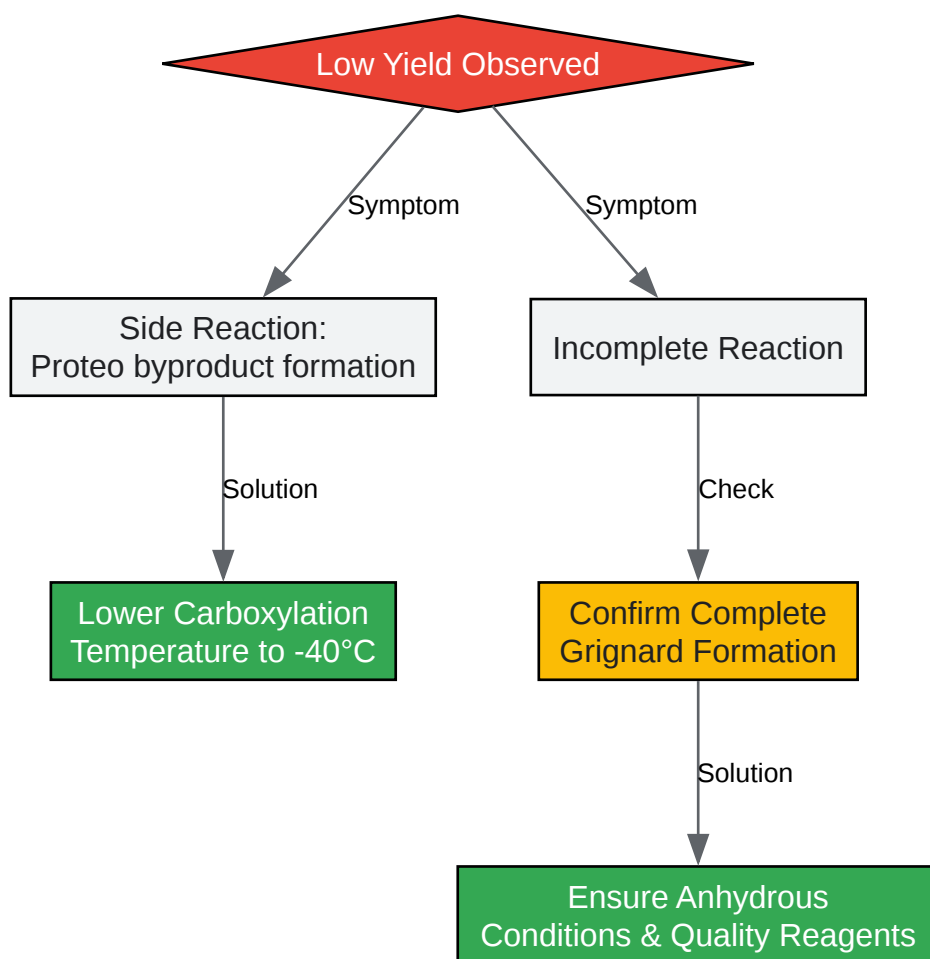 Low Yield Observed
Symptom
Symptom
Side Reaction:
Proteo byproduct formation
Incomplete Reaction
Solution
Check
Lower Carboxylation
Temperature to -40°C
Confirm Complete
Grignard Formation
Solution
Ensure Anhydrous
Conditions & Quality Reagents